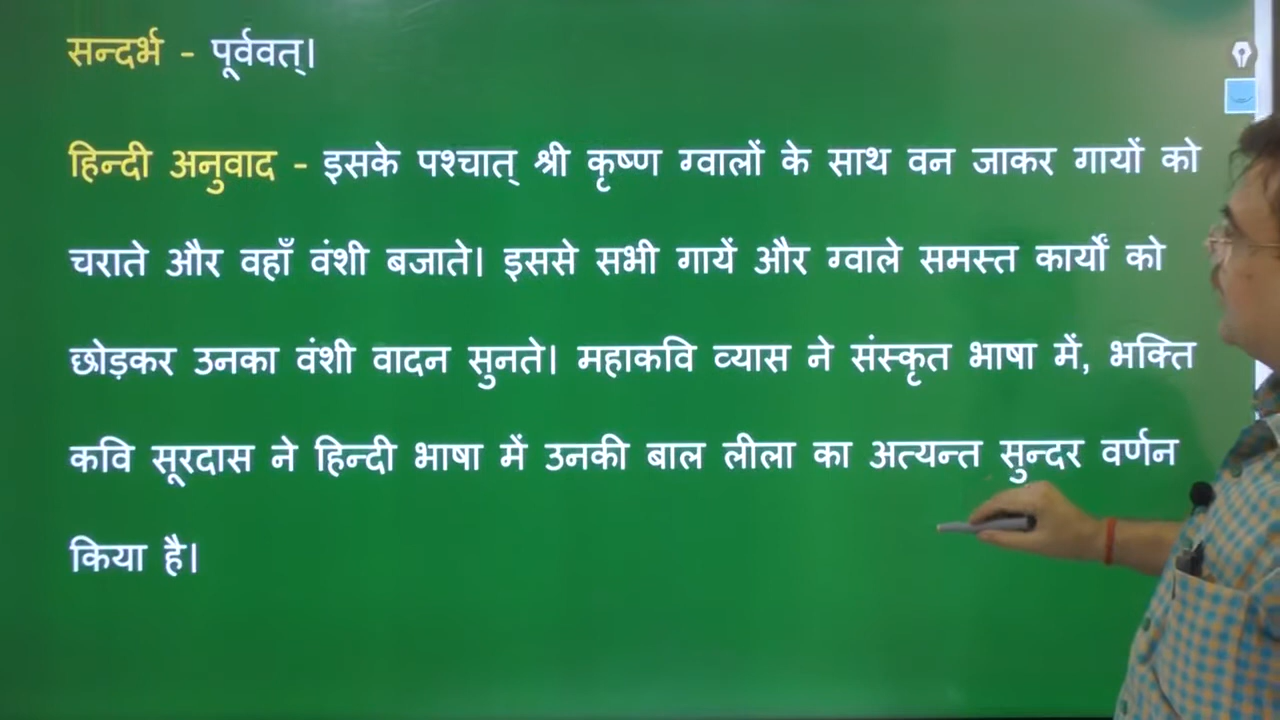 सन्दर्भ - पूर्ववत्।
हिन्दी अनुवाद - इसके पश्चात् श्री कृष्ण ग्वालों के साथ वन जाकर गायों को
चराते और वहाँ वंशी बजाते। इससे सभी गायें और ग्वाले समस्त कार्यों को
छोड़कर उनका वंशी वादन सुनते। महाकवि व्यास ने संस्कृत भाषा में, भक्ति
कवि सूरदास ने हिन्दी भाषा में उनकी बाल लीला का अत्यन्त सुन्दर वर्णन
किया है।